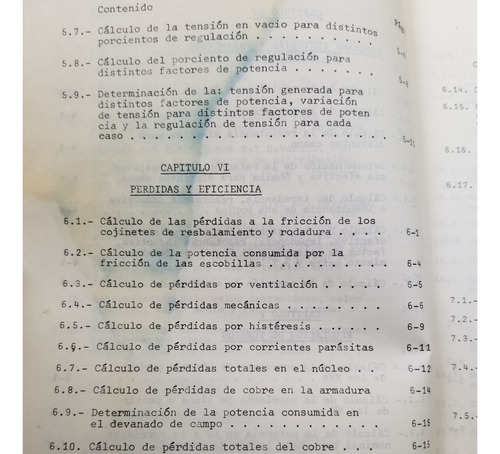 Contenido
5.7.- Cálculo de la tensión en vacio para distintos
porcientos de regulación . . . . . . . . . . .
5.8.- Cálculo del porciento de regulación para
distintos factores de potencia . . . . . . . .
5.9.- Determinación de la: tensión generada para
distintos factores de potencia, variación
de tensión para distintos factores de poten
cia y la regulación de tensión para cada
caso . . . . . . . . . . . . . . . . . . . . 5-10
CAPITULO VI
PERDIDAS Y EFICIENCIA
6.1.- Cálculo de las pérdidas a la fricción de los
cojinetes de resbalamiento y rodadura . . . . 6-1
6.2.- Cálculo de la potencia consumida por la
fricción de las escobillas . . . . . . . . . . 6-4
6.3.- Cálculo de pérdidas por ventilación . . . . 6-5
6.4.- Cálculo de pérdidas mecánicas . . . . . . . 6-6
6.5.- Cálculo de pérdidas por histéresis . . . . . 6-9
6.6.- Cálculo de pérdidas por corrientes parásitas 6-11
6.7.- Cálculo de pérdidas totales en el núcleo . . 6-12
6.8.- Cálculo de pérdidas de cobre en la armadura 6-14
6.9.- Determinación de la potencia consumida en
el devanado de campo . . . . . . . . . . . . 6-15
6.10. Cálculo de pérdidas totales del cobre . . . 6-15
6.14.
6.15.
6.16.
6.17.
7.1.-
7.2.-
7.3.-
7.4.-
7.5.-